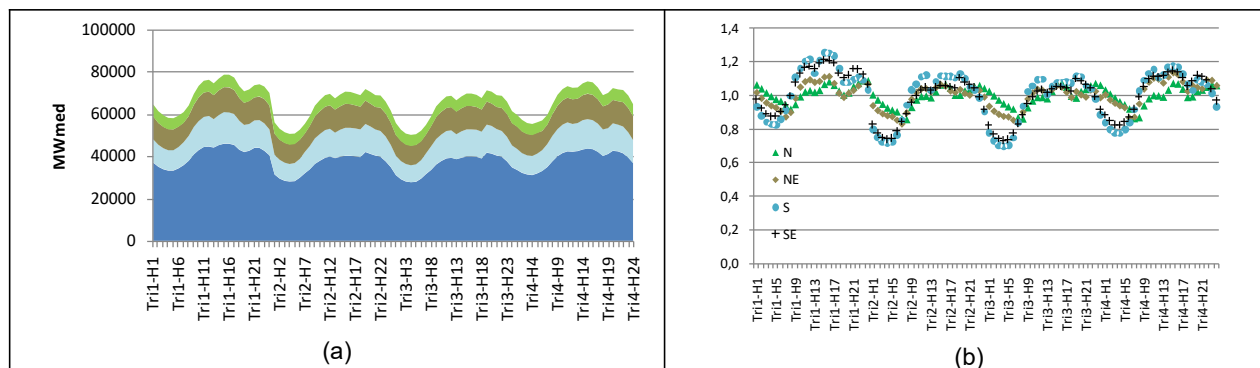 100000
80000
60000
40000
20000
0
MWmed
Tri1-H1
Tri1-H6
Tri1-H11
Tri1-H16
Tri1-H21
Tri2-H2
Tri2-H7
Tri2-H12
Tri2-H17
Tri2-H22
Tri3-H3
Tri3-H8
Tri3-H13
Tri3-H18
Tri3-H23
Tri4-H4
Tri4-H9
Tri4-H14
Tri4-H19
Tri4-H24
(a)
1,4
1,2
1,0
0,8
0,6
0,4
0,2
0,0
N
NE
S
SE
Tri1-H1
Tri1-H5
Tri1-H9
Tri1-H13
Tri1-H17
Tri1-H21
Tri2-H1
Tri2-H5
Tri2-H9
Tri2-H13
Tri2-H17
Tri2-H21
Tri3-H1
Tri3-H5
Tri3-H9
Tri3-H13
Tri3-H17
Tri3-H21
Tri4-H1
Tri4-H5
Tri4-H9
Tri4-H13
Tri4-H17
Tri4-H21
(b)